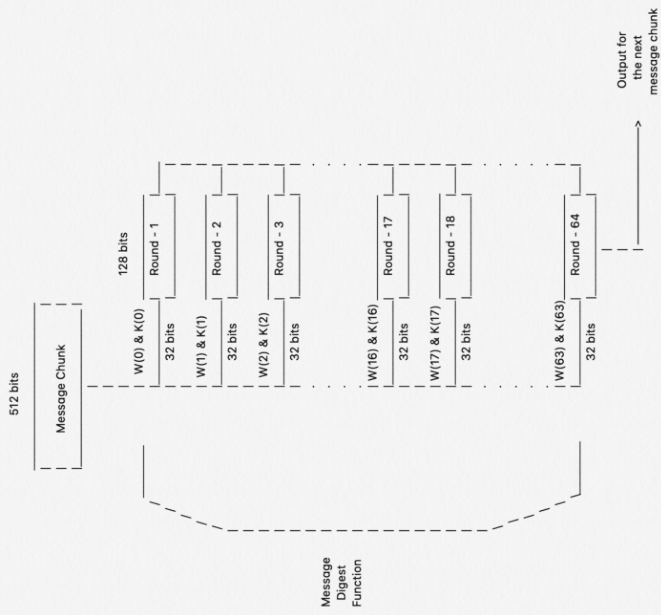 512 bits
Message Chunk
128 bits
W(0) & K(0)
32 bits
Round - 1
W(1) & K(1)
32 bits
Round - 2
W(2) & K(2)
32 bits
Round - 3
W(16) & K(16)
32 bits
Round - 17
W(17) & K(17)
32 bits
Round - 18
W(63) & K(63)
32 bits
Round - 64
Message
Digest
Function
Output for
the next
message chunk